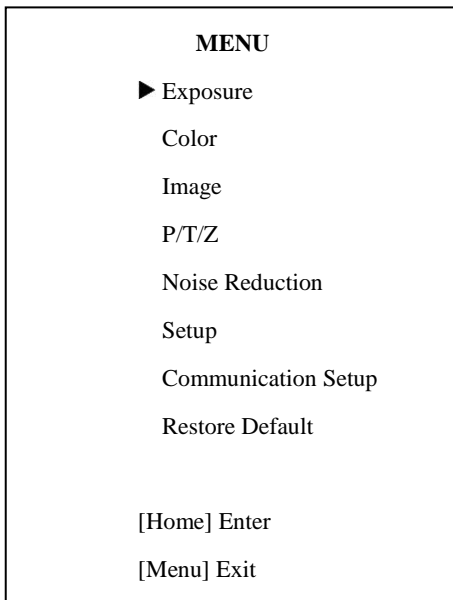 MENU
▶ Exposure
Color
Image
P/T/Z
Noise Reduction
Setup
Communication Setup
Restore Default
[Home] Enter
[Menu] Exit